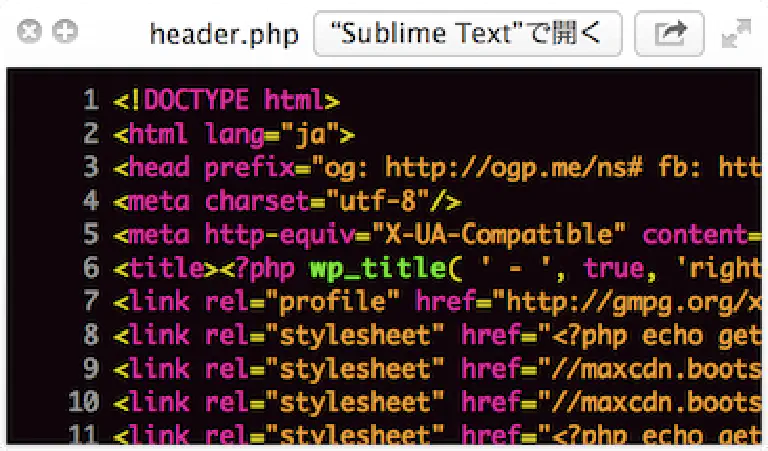 header.php “Sublime Text”で開く
1 <!DOCTYPE html>
2 <html lang="ja">
3 <head prefix="og: http://ogp.me/ns# fb: htt
4 <meta charset="utf-8"/>
5 <meta http-equiv="X-UA-Compatible" content=
6 <title><?php wp_title( ' - ', true, 'right
7 <link rel="profile" href="http://gmpg.org/x
8 <link rel="stylesheet" href="<?php echo get
9 <link rel="stylesheet" href="//maxcdn.boots
10 <link rel="stylesheet" href="//maxcdn.boots
11 <link rel="stylesheet" href="<?php echo get